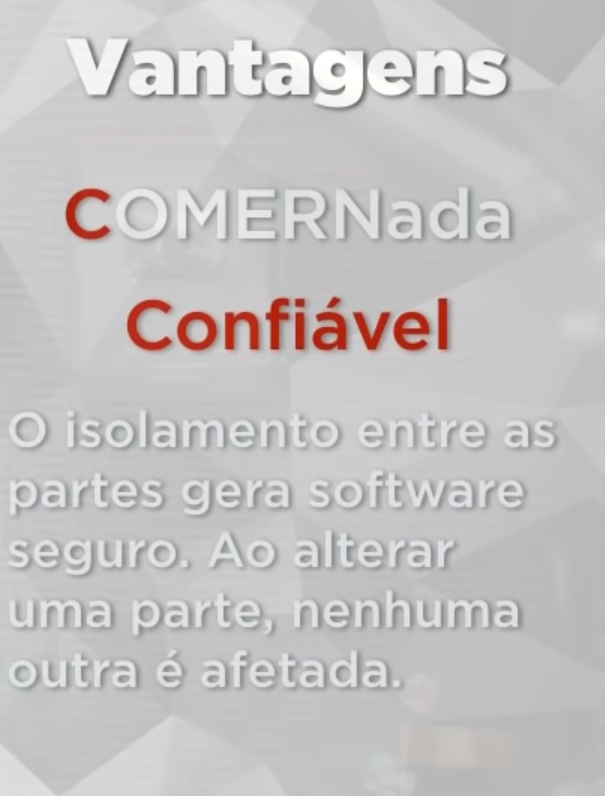 Vantagens
COMERNada
Confiável
O isolamento entre as
partes gera software
seguro. Ao alterar
uma parte, nenhuma
outra é afetada.